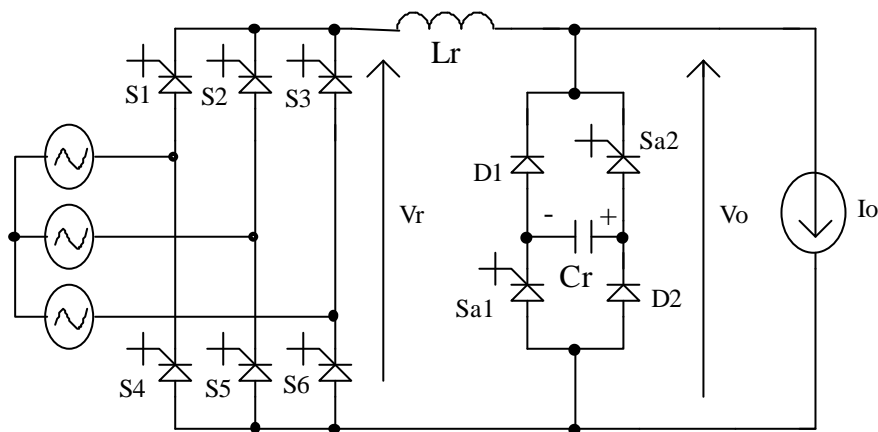 Lr
S1
S2
S3
Sa2
D1
Vr
- +
Vo
Io
Cr
Sa1
D2
S4
S5
S6